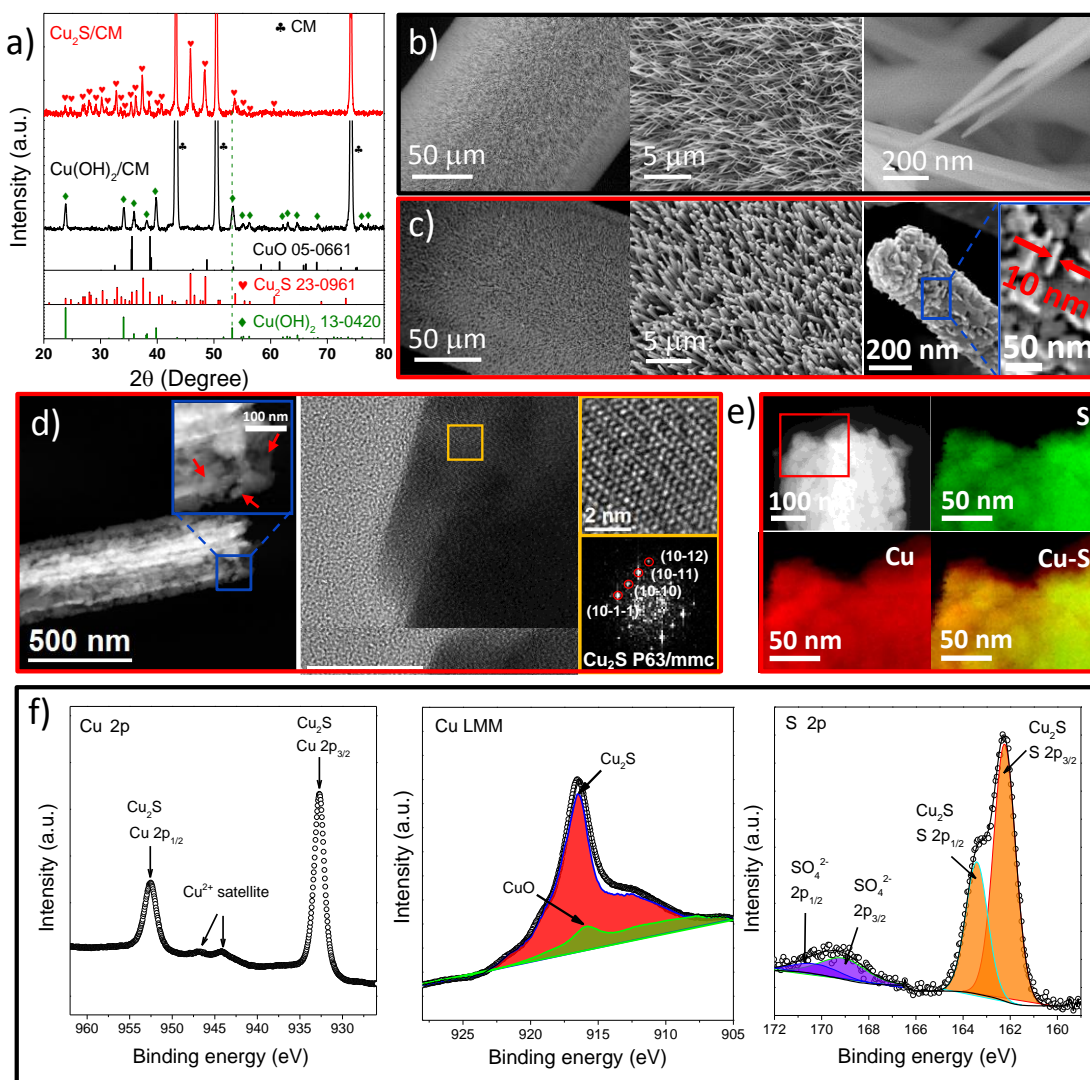 a)
Cu₂S/CM
♣ CM
Cu(OH)₂/CM
CuO 05-0661
♥ Cu₂S 23-0961
♦ Cu(OH)₂ 13-0420
Intensity (a.u.)
20 30 40 50 60 70 80
2θ (Degree)
b)
50 μm
5 μm
200 nm
c)
50 μm
5 μm
200 nm
10 nm
50 nm
d)
100 nm
500 nm
2 nm
(10-12)
(10-11)
(10-10)
(10-1-1)
Cu₂S P63/mmc
e)
100 nm
S
50 nm
Cu
50 nm
Cu-S
50 nm
f)
Cu 2p
Cu₂S
Cu 2p₃/₂
Cu₂S
Cu 2p₁/₂
Cu²⁺ satellite
Intensity (a.u.)
960 955 950 945 940 935 930
Binding energy (eV)
Cu LMM
Cu₂S
CuO
Intensity (a.u.)
925 920 915 910 905
Binding energy (eV)
S 2p
Cu₂S
S 2p₃/₂
Cu₂S
S 2p₁/₂
SO₄²⁻
2p₁/₂
SO₄²⁻
2p₃/₂
Intensity (a.u.)
172 170 168 166 164 162 160
Binding energy (eV)